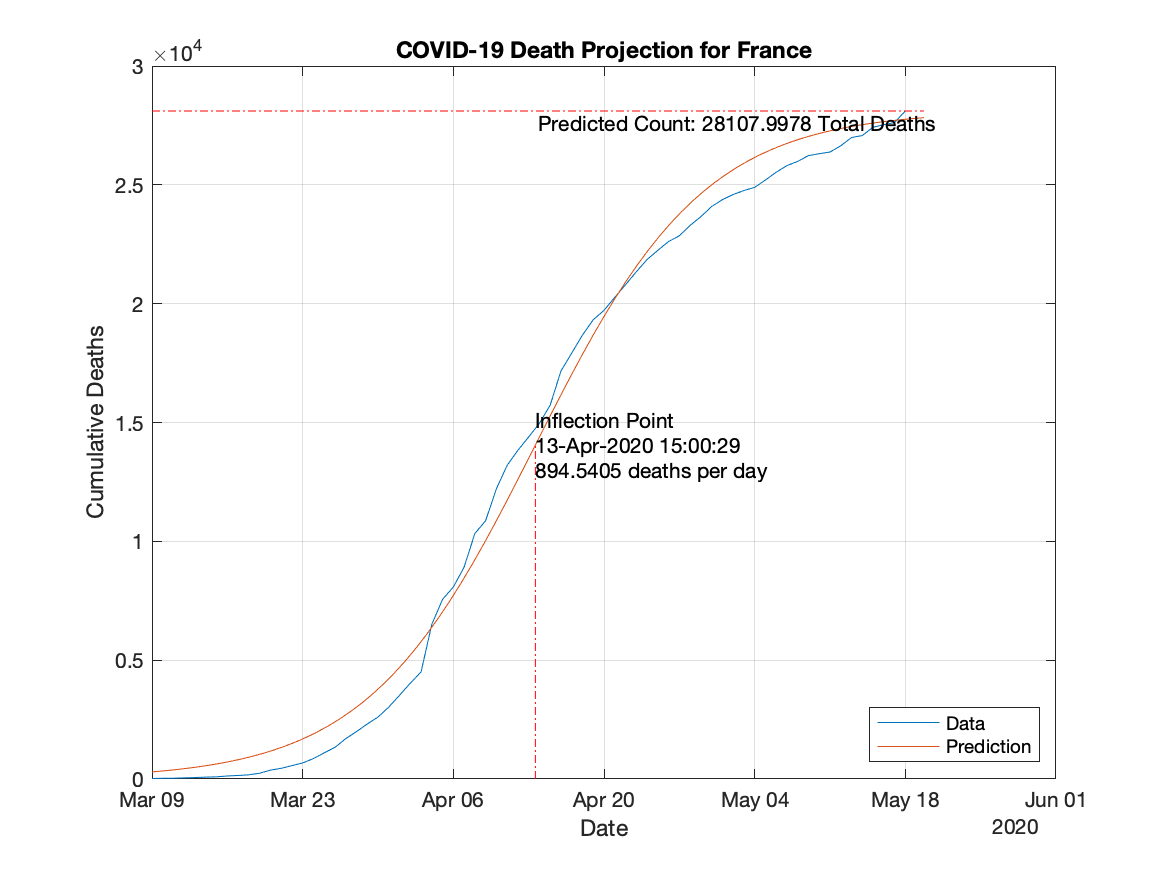 COVID-19 Death Projection for France
×10⁴
3
2.5
2
1.5
1
0.5
0
Cumulative Deaths
Predicted Count: 28107.9978 Total Deaths
Inflection Point
13-Apr-2020 15:00:29
894.5405 deaths per day
Data
Prediction
Mar 09 Mar 23 Apr 06 Apr 20 May 04 May 18 Jun 01
Date
2020